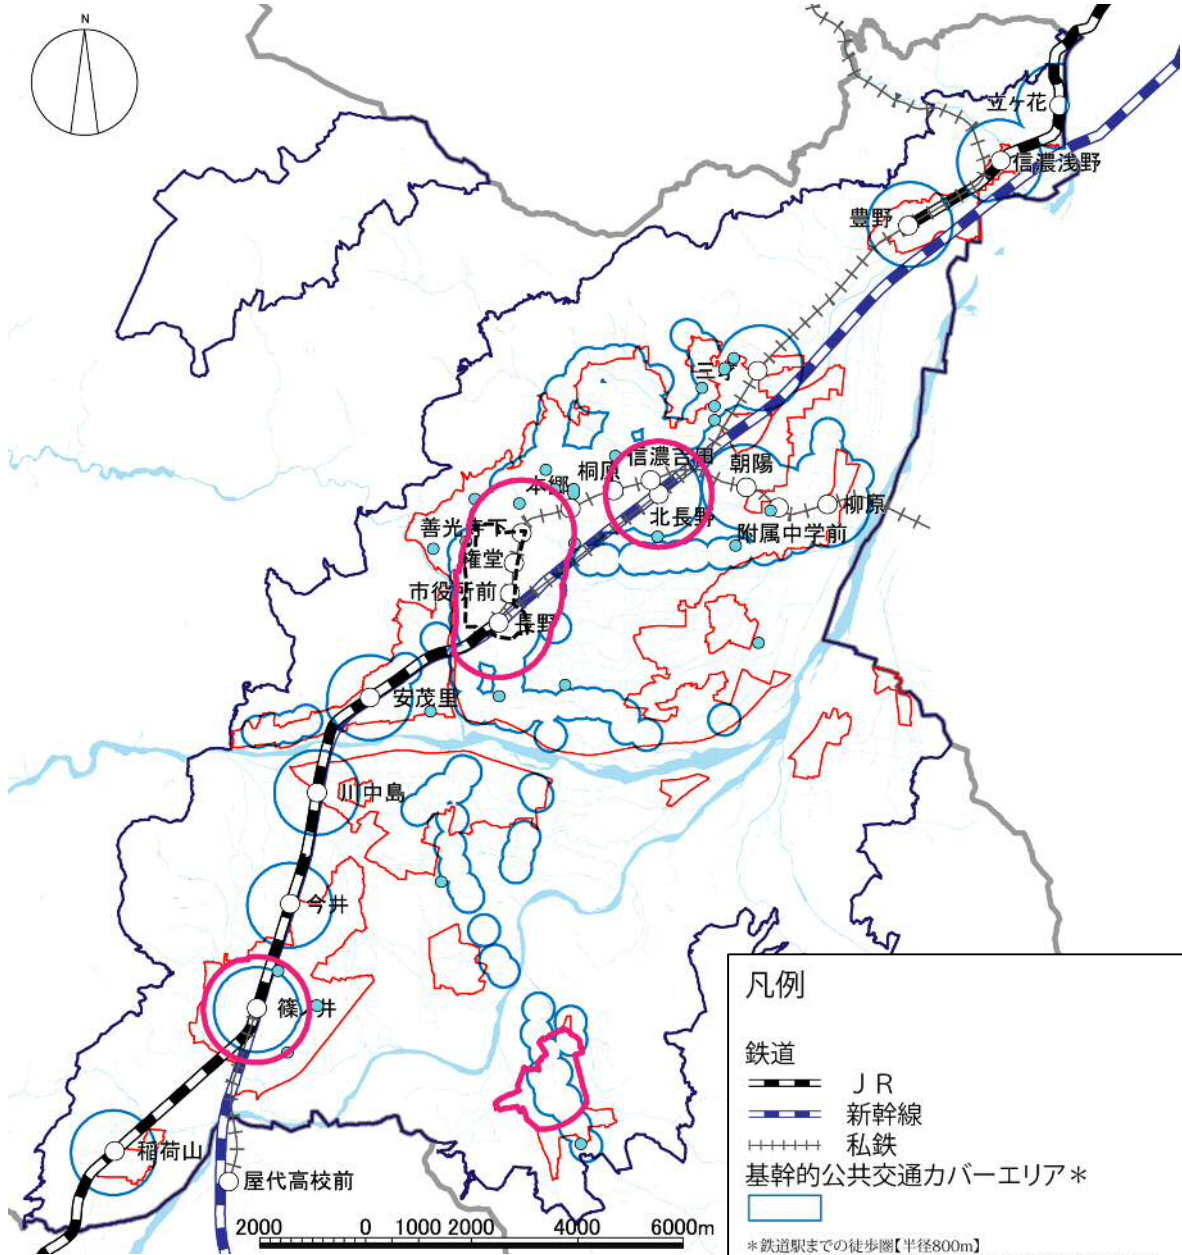 N
立ケ花
信濃浅野
豊野
三才
信濃吉田
朝陽
桐原
本郷
柳原
北長野
附属中学前
善光寺下
権堂
市役所前
長野
安茂里
川中島
今井
篠ノ井
稲荷山
屋代高校前
2000 0 1000 2000 4000 6000m
凡例
鉄道
ＪＲ
新幹線
私鉄
基幹的公共交通カバーエリア＊
＊鉄道駅までの徒歩圏【半径800m】